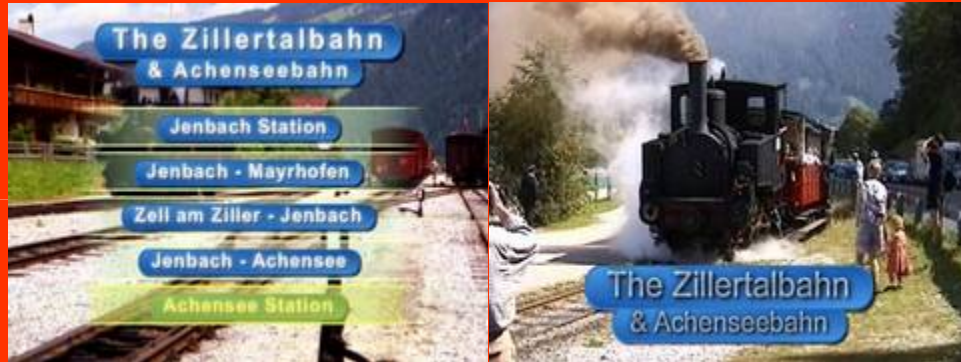 The Zillertalbahn
& Achenseebahn
Jenbach Station
Jenbach - Mayrhofen
Zell am Ziller - Jenbach
Jenbach - Achensee
Achensee Station
The Zillertalbahn
& Achenseebahn